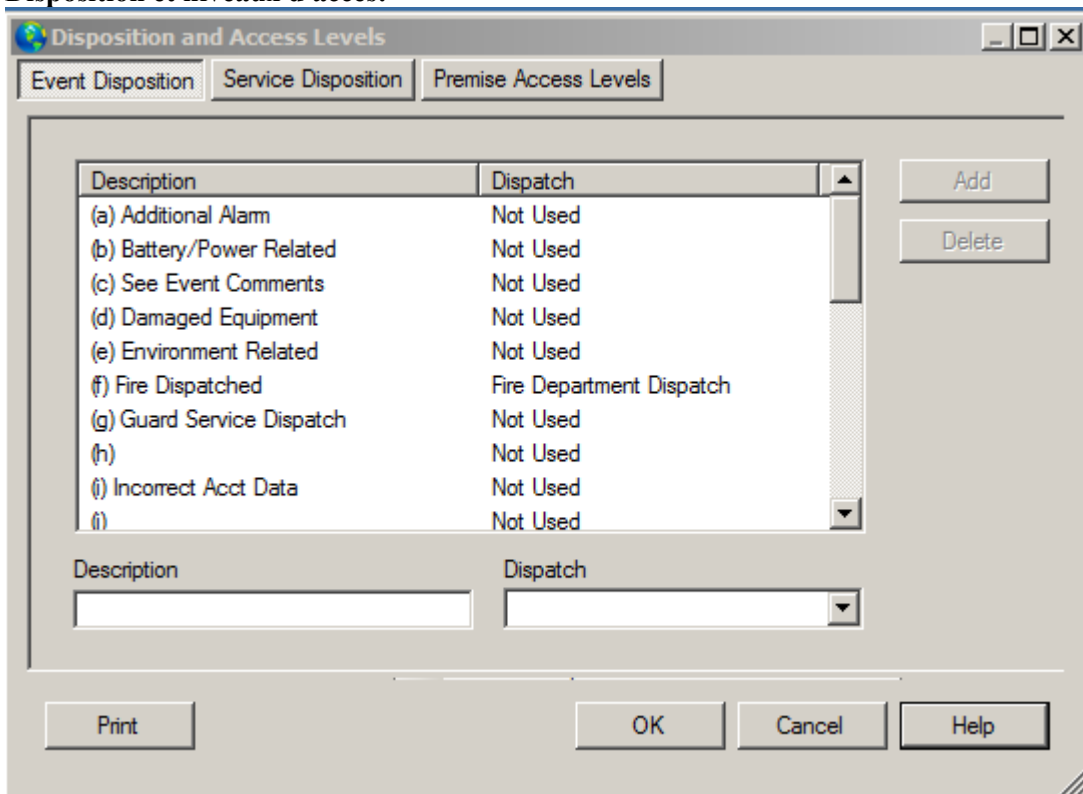 Disposition et niveaux d'accès.
Disposition and Access Levels
Event Disposition Service Disposition Premise Access Levels
Description Dispatch Add
(a) Additional Alarm Not Used
(b) Battery/Power Related Not Used Delete
(c) See Event Comments Not Used
(d) Damaged Equipment Not Used
(e) Environment Related Not Used
(f) Fire Dispatched Fire Department Dispatch
(g) Guard Service Dispatch Not Used
(h) Not Used
(i) Incorrect Acct Data Not Used
(j) Not Used
Description Dispatch
Print OK Cancel Help